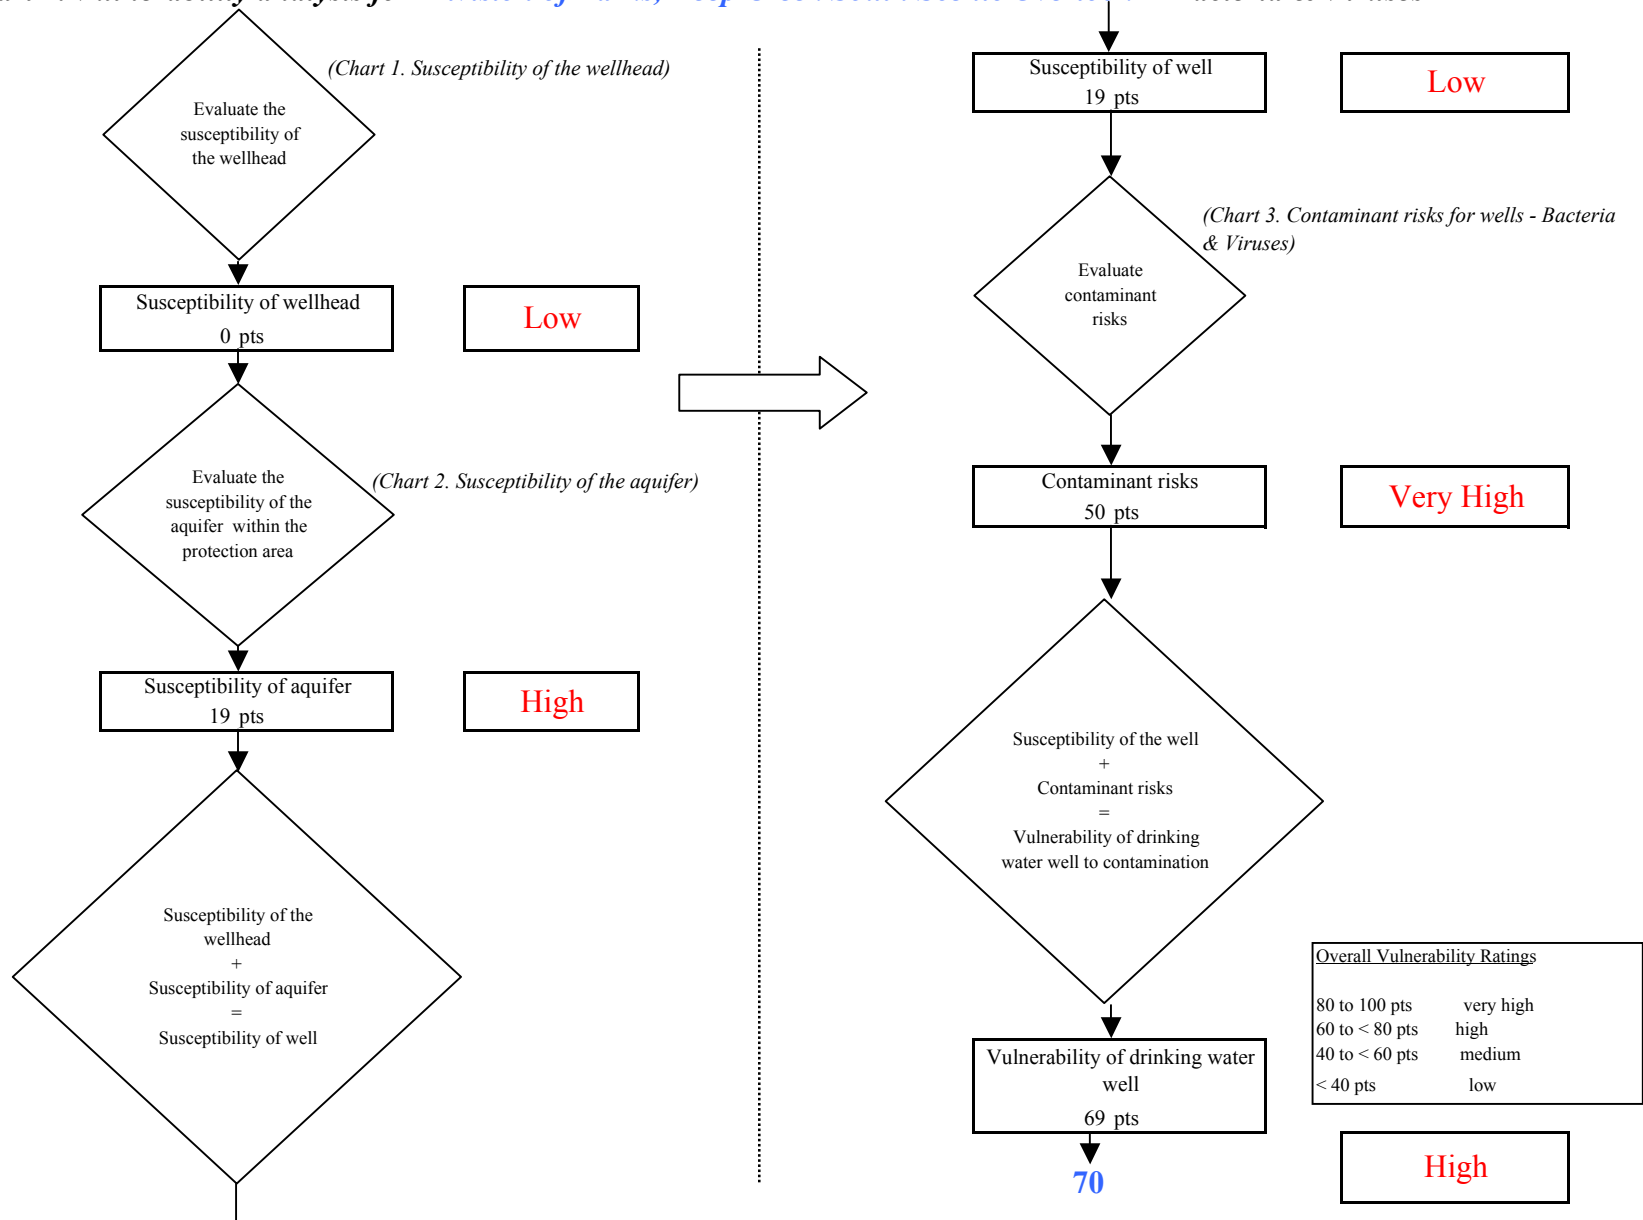 (Chart 1. Susceptibility of the wellhead)
Evaluate the
susceptibility of
the wellhead
Susceptibility of wellhead
0 pts
Low
Evaluate the
susceptibility of the
aquifer within the
protection area
(Chart 2. Susceptibility of the aquifer)
Susceptibility of aquifer
19 pts
High
Susceptibility of the
wellhead
+
Susceptibility of aquifer
=
Susceptibility of well
Susceptibility of well
19 pts
Low
(Chart 3. Contaminant risks for wells - Bacteria
& Viruses)
Evaluate
contaminant
risks
Contaminant risks
50 pts
Very High
Susceptibility of the well
+
Contaminant risks
=
Vulnerability of drinking
water well to contamination
Overall Vulnerability Ratings
80 to 100 pts very high
60 to < 80 pts high
40 to < 60 pts medium
< 40 pts low
Vulnerability of drinking water
well
69 pts
70
High